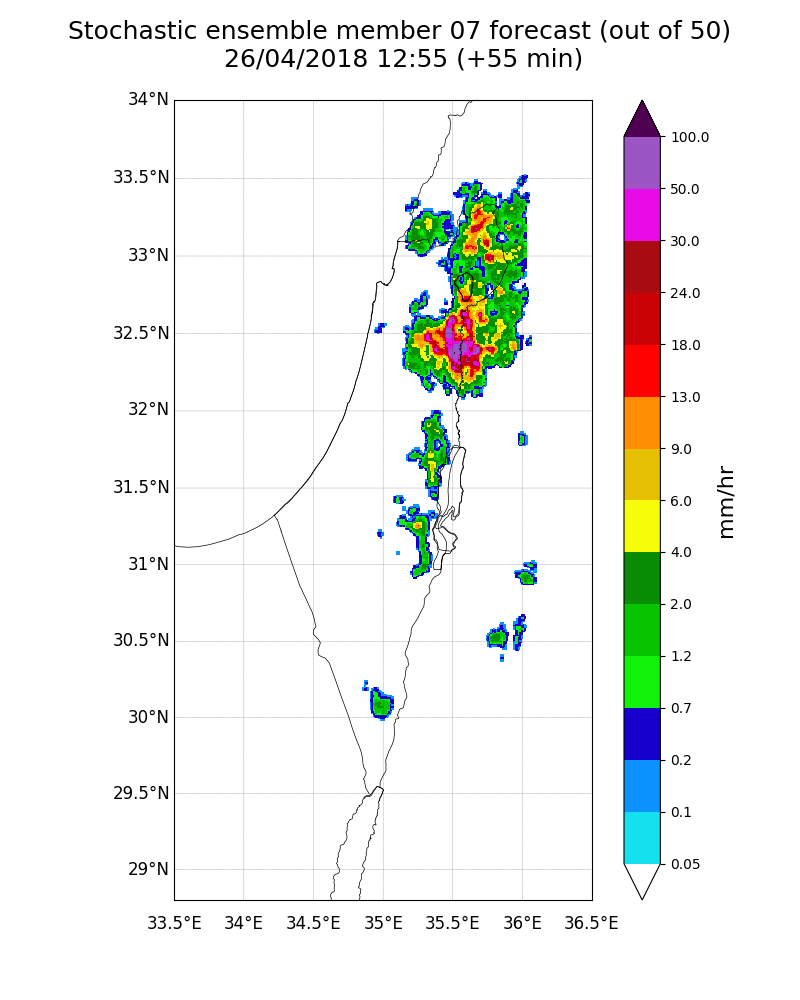 Stochastic ensemble member 07 forecast (out of 50)
26/04/2018 12:55 (+55 min)
34°N
33.5°N
33°N
32.5°N
32°N
31.5°N
31°N
30.5°N
30°N
29.5°N
29°N
33.5°E
34°E
34.5°E
35°E
35.5°E
36°E
36.5°E
100.0
50.0
30.0
24.0
18.0
13.0
9.0
6.0
4.0
2.0
1.2
0.7
0.2
0.1
0.05
mm/hr